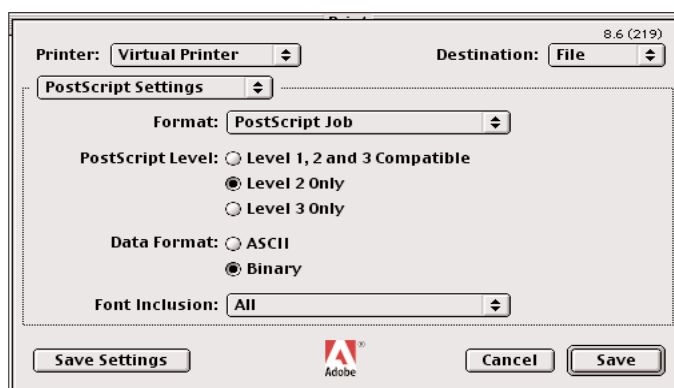 Print
8.6 (219)
Printer: Virtual Printer Destination: File
PostScript Settings
Format: PostScript Job
PostScript Level: Level 1, 2 and 3 Compatible
Level 2 Only
Level 3 Only
Data Format: ASCII
Binary
Font Inclusion: All
Save Settings Adobe® Cancel Save